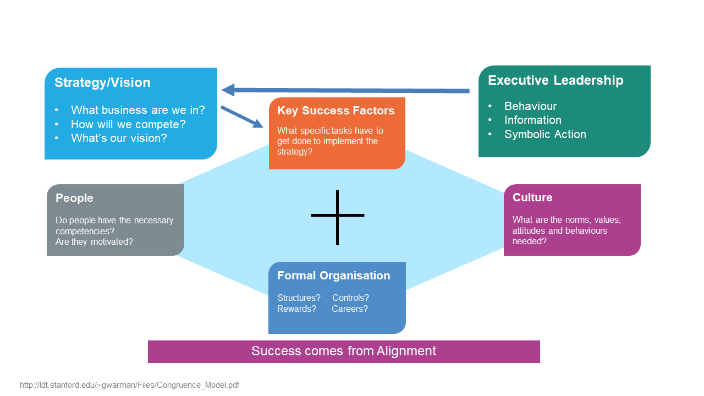 Strategy/Vision
• What business are we in?
• How will we compete?
• What's our vision?
Executive Leadership
• Behaviour
• Information
• Symbolic Action
Key Success Factors
What specific tasks have to
get done to implement the
strategy?
People
Do people have the necessary
competencies?
Are they motivated?
Culture
What are the norms, values,
attitudes and behaviours
needed?
Formal Organisation
Structures? Controls?
Rewards? Careers?
Success comes from Alignment
http://ldt.stanford.edu/~gwarman/Files/Congruence_Model.pdf